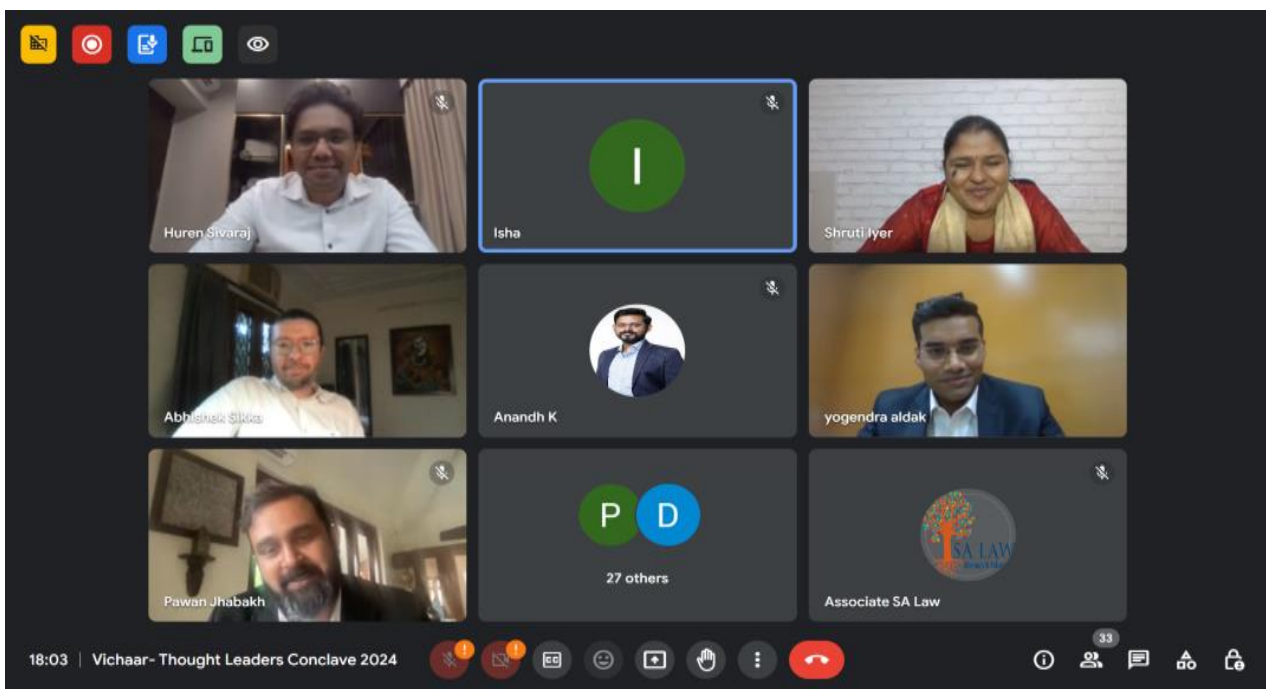 Huren Sivaraj
I
Isha
Shruti Iyer
Abhishek Sikka
Anandh K
yogendra aldak
Pawan Jhabakh
P D
27 others
SA LAW
Associate SA Law
18:03 | Vichaar- Thought Leaders Conclave 2024
CC
33